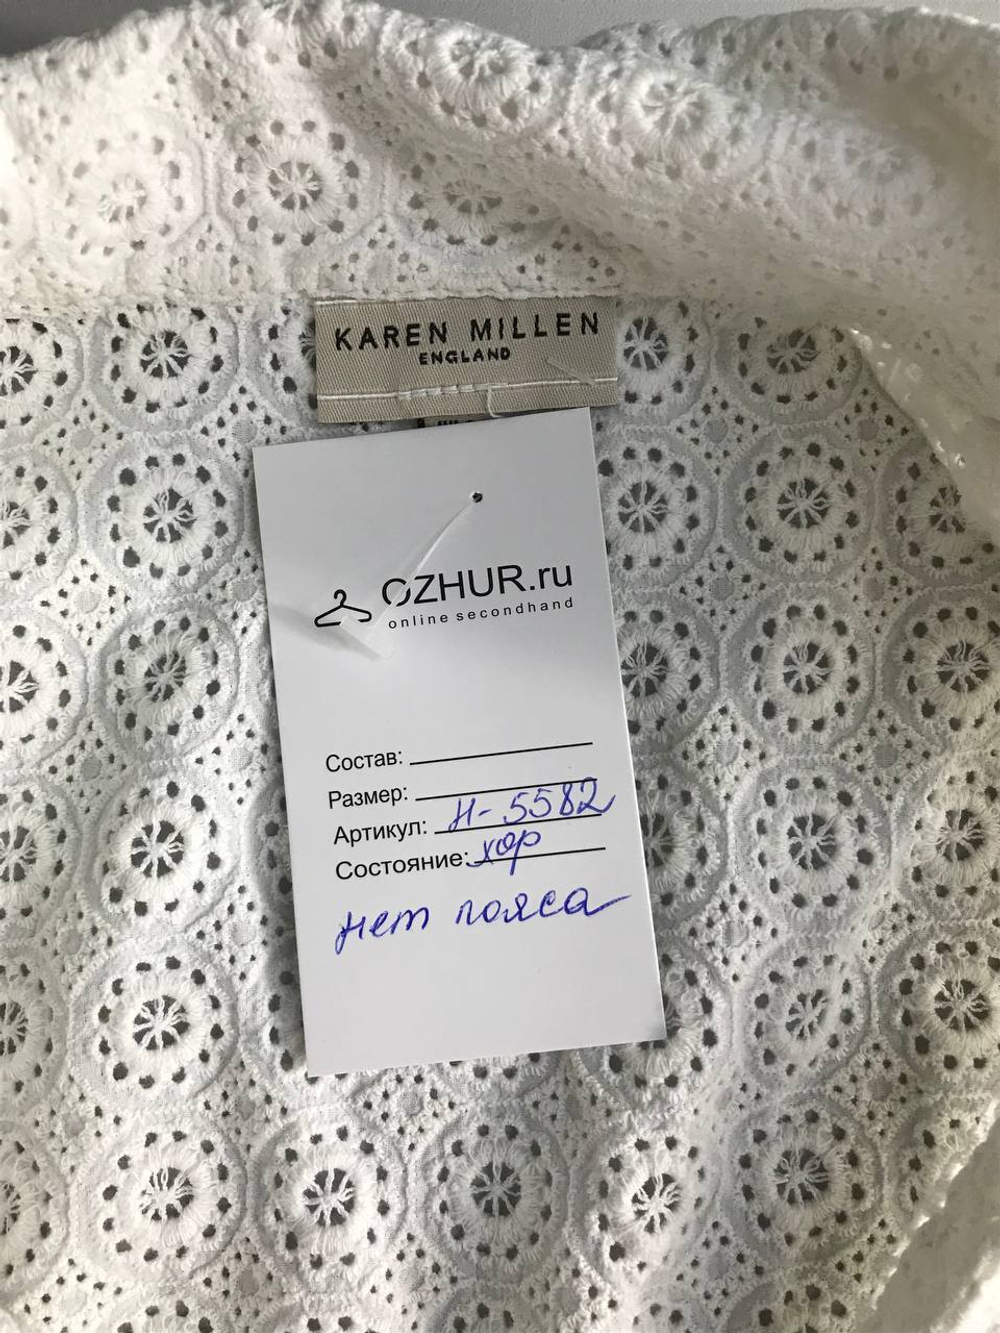 KAREN MILLEN
ENGLAND
OZHUR.ru
online secondhand
Состав:
Размер:
Артикул: Н-5582
Состояние: хор
нет пояса